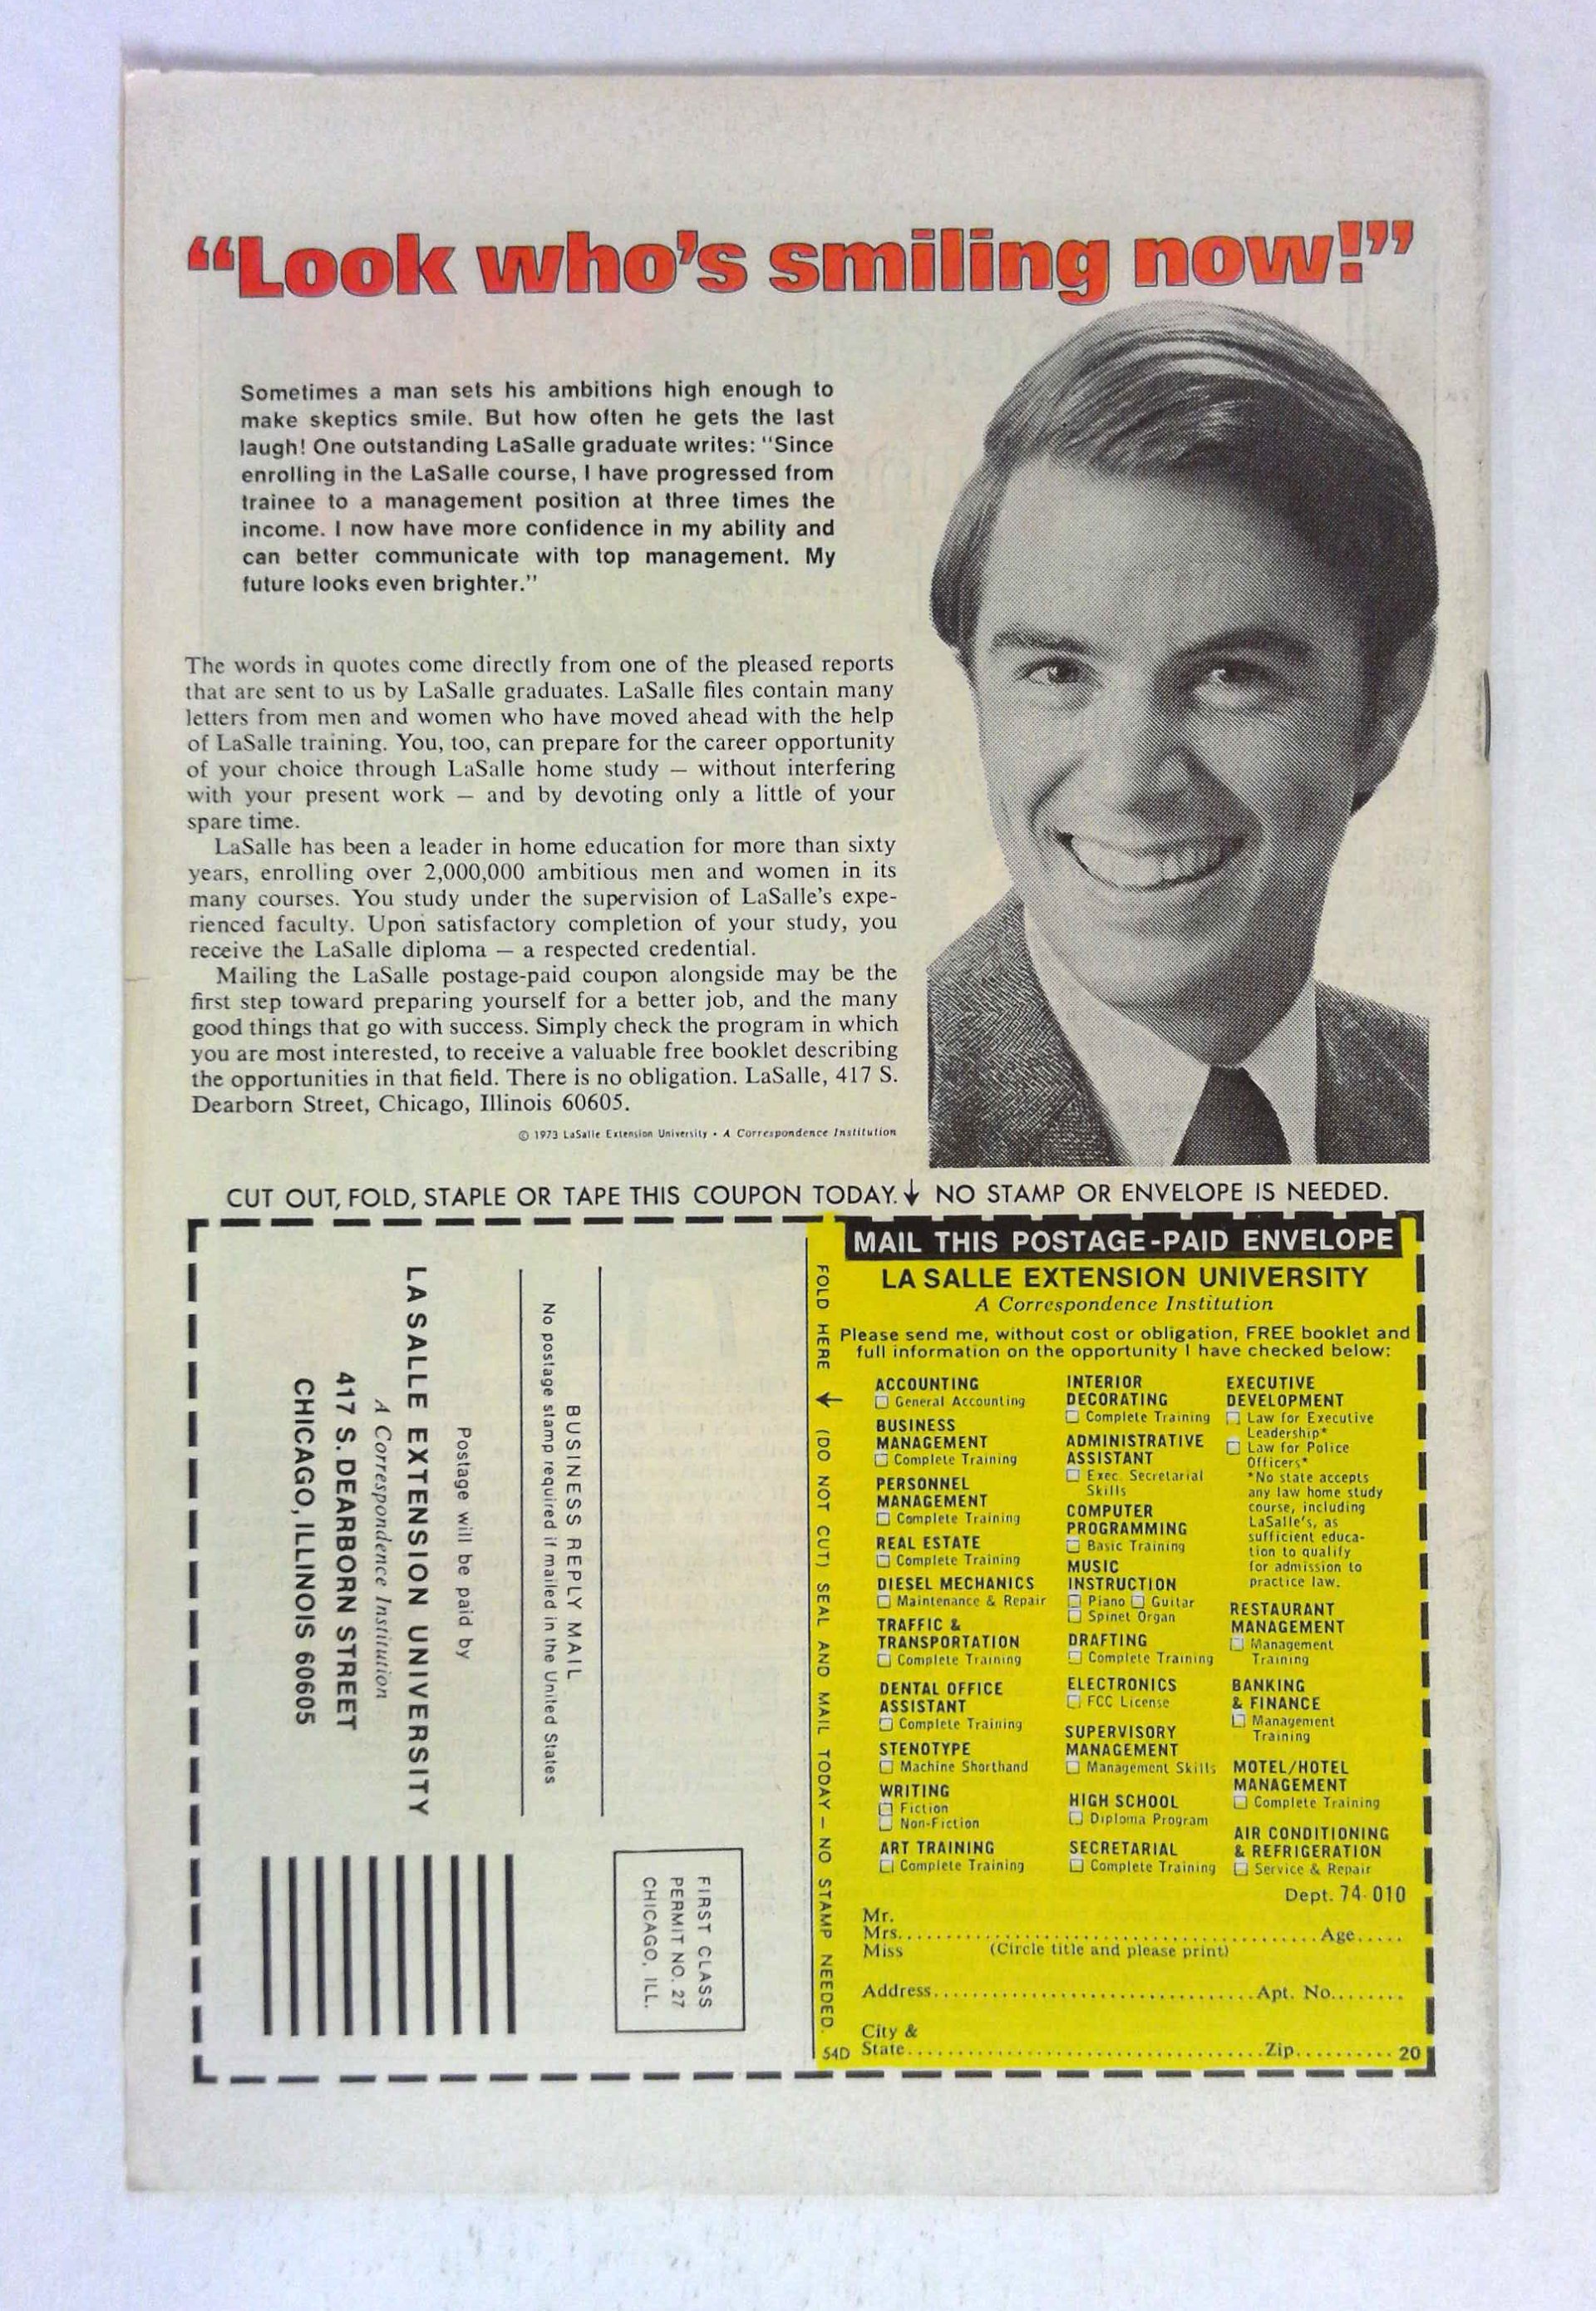 “Look who’s smiling now!”
Sometimes a man sets his ambitions high enough to
make skeptics smile. But how often he gets the last
laugh! One outstanding LaSalle graduate writes: “Since
enrolling in the LaSalle course, I have progressed from
trainee to a management position at three times the
income. I now have more confidence in my ability and
can better communicate with top management. My
future looks even brighter.”
The words in quotes come directly from one of the pleased reports
that are sent to us by LaSalle graduates. LaSalle files contain many
letters from men and women who have moved ahead with the help
of LaSalle training. You, too, can prepare for the career opportunity
of your choice through LaSalle home study — without interfering
with your present work — and by devoting only a little of your
spare time.
LaSalle has been a leader in home education for more than sixty
years, enrolling over 2,000,000 ambitious men and women in its
many courses. You study under the supervision of LaSalle’s expe-
rienced faculty. Upon satisfactory completion of your study, you
receive the LaSalle diploma — a respected credential.
Mailing the LaSalle postage-paid coupon alongside may be the
first step toward preparing yourself for a better job, and the many
good things that go with success. Simply check the program in which
you are most interested, to receive a valuable free booklet describing
the opportunities in that field. There is no obligation. LaSalle, 417 S.
Dearborn Street, Chicago, Illinois 60605.
© 1973 LaSalle Extension University • A Correspondence Institution
CUT OUT, FOLD, STAPLE OR TAPE THIS COUPON TODAY.↓ NO STAMP OR ENVELOPE IS NEEDED.
FIRST CLASS
PERMIT NO. 27
CHICAGO, ILL.
BUSINESS REPLY MAIL
No postage stamp required if mailed in the United States
Postage will be paid by
LA SALLE EXTENSION UNIVERSITY
A Correspondence Institution
417 S. DEARBORN STREET
CHICAGO, ILLINOIS 60605
FOLD HERE ← (DO NOT CUT) SEAL AND MAIL TODAY — NO STAMP NEEDED.
MAIL THIS POSTAGE-PAID ENVELOPE
LA SALLE EXTENSION UNIVERSITY
A Correspondence Institution
Please send me, without cost or obligation, FREE booklet and
full information on the opportunity I have checked below:
ACCOUNTING
☐ General Accounting
BUSINESS
MANAGEMENT
☐ Complete Training
PERSONNEL
MANAGEMENT
☐ Complete Training
REAL ESTATE
☐ Complete Training
DIESEL MECHANICS
☐ Maintenance & Repair
TRAFFIC &
TRANSPORTATION
☐ Complete Training
DENTAL OFFICE
ASSISTANT
☐ Complete Training
STENOTYPE
☐ Machine Shorthand
WRITING
☐ Fiction
☐ Non-Fiction
ART TRAINING
☐ Complete Training
INTERIOR
DECORATING
☐ Complete Training
ADMINISTRATIVE
ASSISTANT
☐ Exec. Secretarial
Skills
COMPUTER
PROGRAMMING
☐ Basic Training
MUSIC
INSTRUCTION
☐ Piano ☐ Guitar
☐ Spinet Organ
DRAFTING
☐ Complete Training
ELECTRONICS
☐ FCC License
SUPERVISORY
MANAGEMENT
☐ Management Skills
HIGH SCHOOL
☐ Diploma Program
SECRETARIAL
☐ Complete Training
EXECUTIVE
DEVELOPMENT
☐ Law for Executive
Leadership*
☐ Law for Police
Officers*
*No state accepts
any law home study
course, including
LaSalle's, as
sufficient educa-
tion to qualify
for admission to
practice law.
RESTAURANT
MANAGEMENT
☐ Management
Training
BANKING
& FINANCE
☐ Management
Training
MOTEL/HOTEL
MANAGEMENT
☐ Complete Training
AIR CONDITIONING
& REFRIGERATION
☐ Service & Repair
Dept. 74-010
Mr.
Mrs. Age
Miss (Circle title and please print)
Address Apt. No.
City &
54D State Zip 20